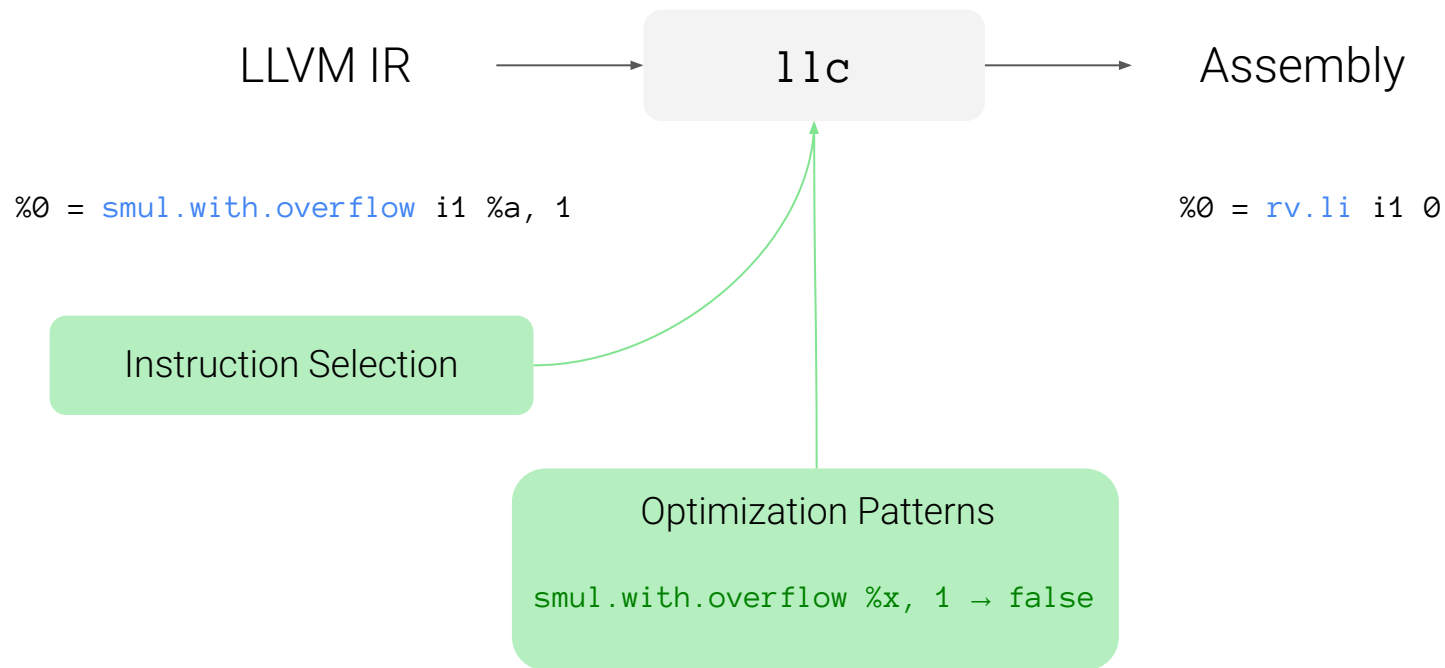 LLVM IR
llc
Assembly
%0 = smul.with.overflow i1 %a, 1
%0 = rv.li i1 0
Instruction Selection
Optimization Patterns
smul.with.overflow %x, 1 → false